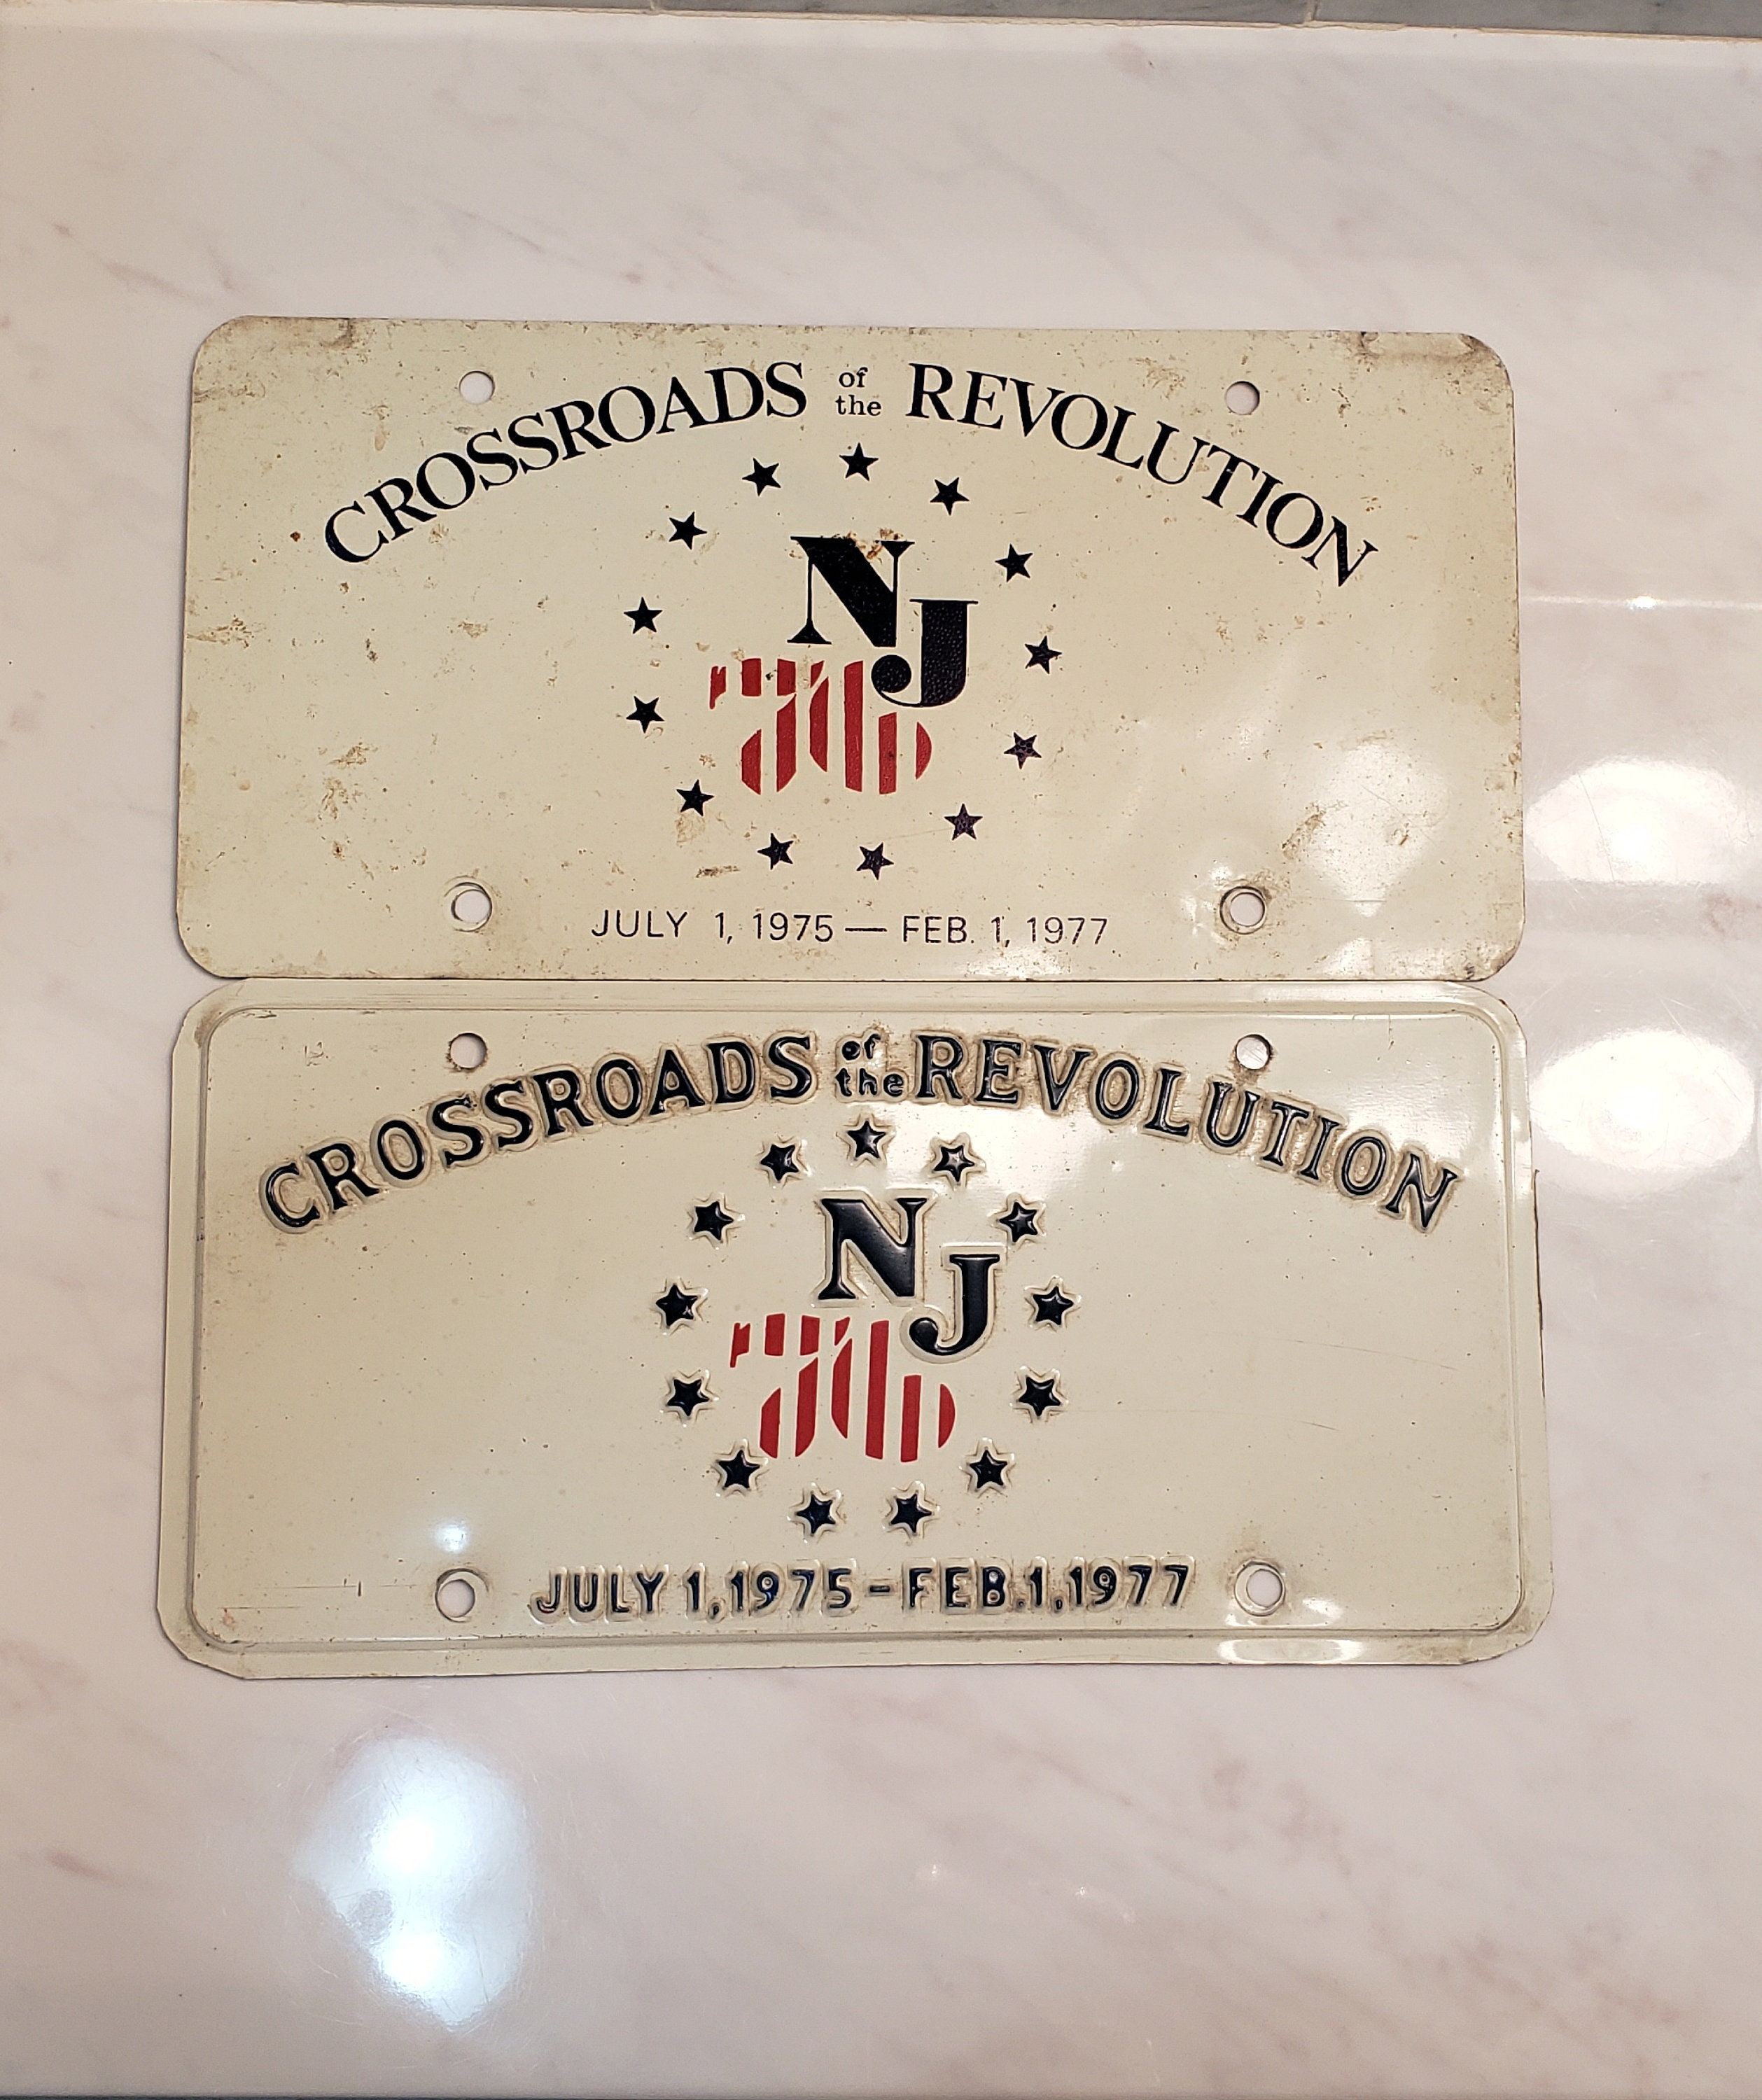 CROSSROADS of the REVOLUTION
NJ
76
JULY 1, 1975 — FEB. 1, 1977
CROSSROADS of the REVOLUTION
NJ
76
JULY 1, 1975 - FEB. 1, 1977